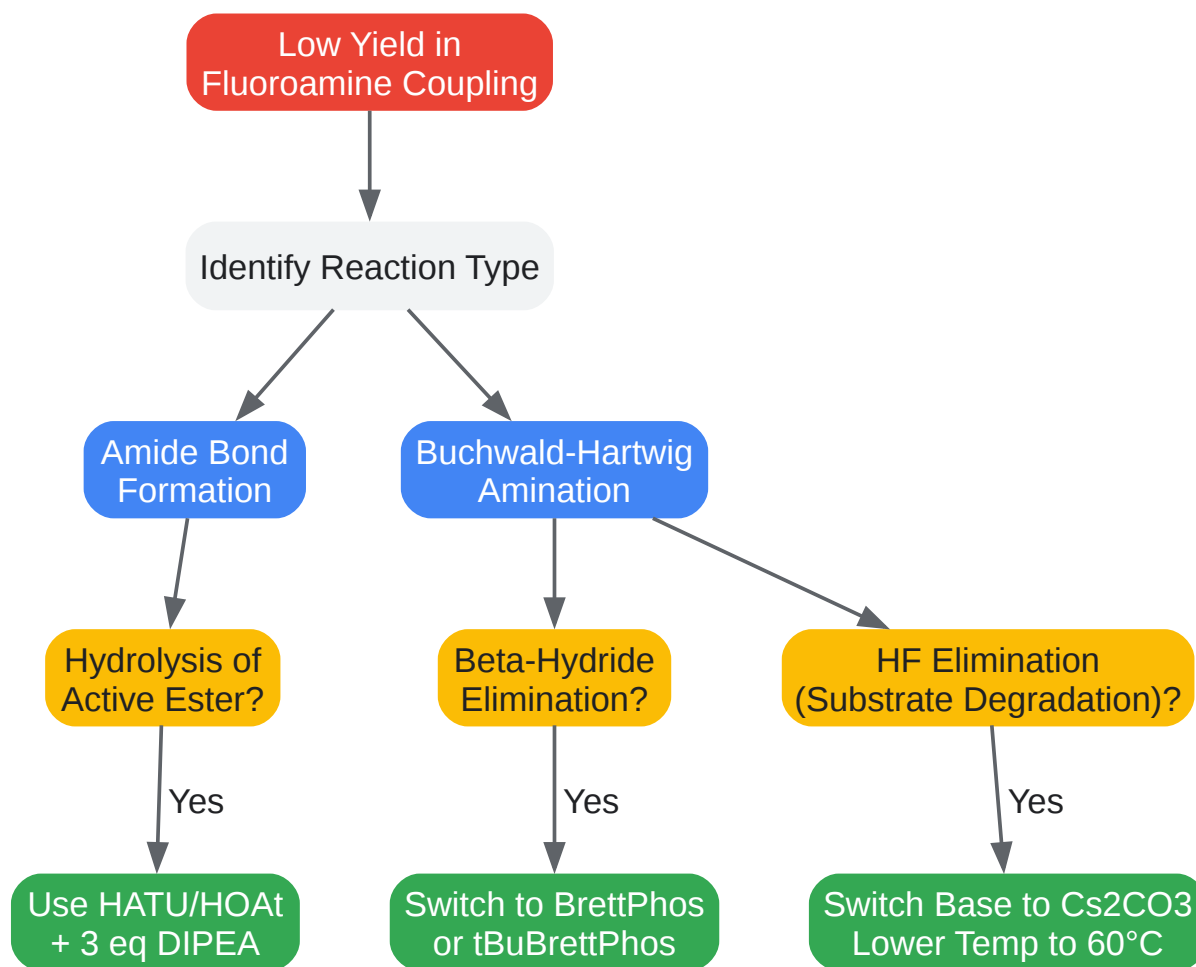 Low Yield in
Fluoroamine Coupling
Identify Reaction Type
Amide Bond
Formation
Buchwald-Hartwig
Amination
Hydrolysis of
Active Ester?
Beta-Hydride
Elimination?
HF Elimination
(Substrate Degradation)?
Yes
Yes
Yes
Use HATU/HOAt
+ 3 eq DIPEA
Switch to BrettPhos
or tBuBrettPhos
Switch Base to Cs2CO3
Lower Temp to 60°C